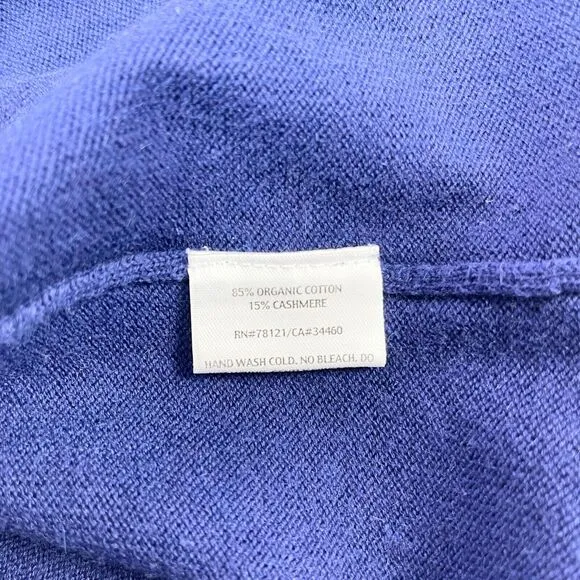 85% ORGANIC COTTON
15% CASHMERE
RN#78121/CA#34460
HAND WASH COLD. NO BLEACH. DO